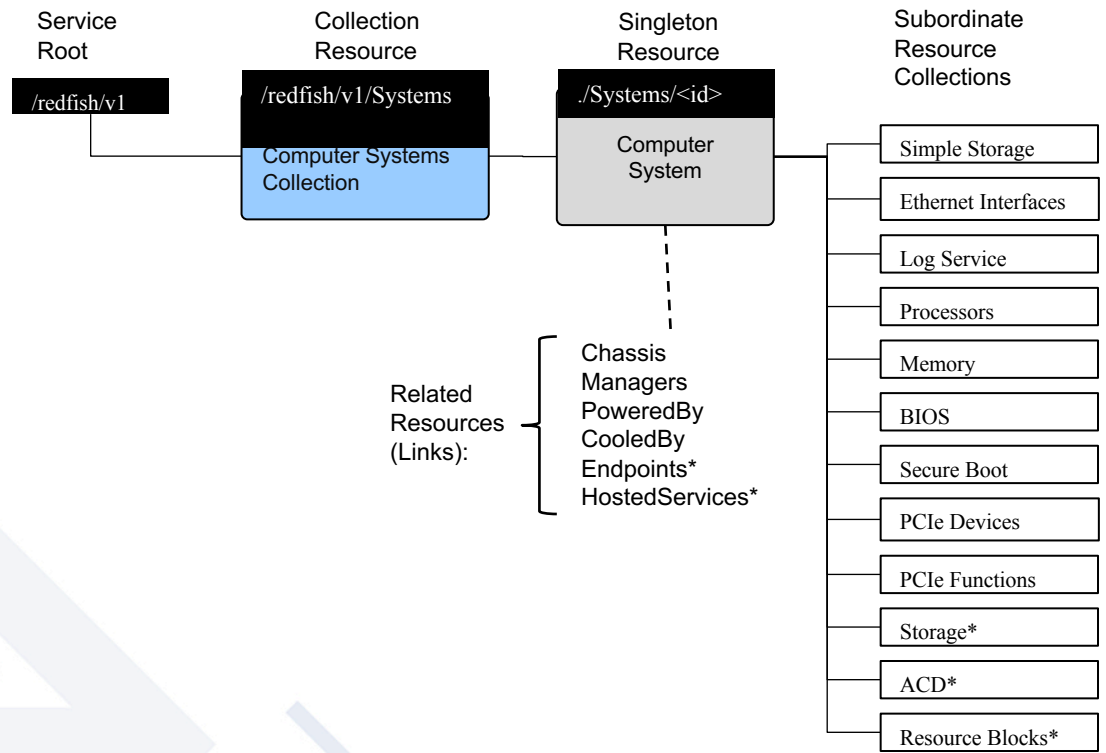 Service
Root
Collection
Resource
Singleton
Resource
Subordinate
Resource
Collections
/redfish/v1
/redfish/v1/Systems
Computer Systems
Collection
./Systems/<id>
Computer
System
Simple Storage
Ethernet Interfaces
Log Service
Processors
Memory
BIOS
Secure Boot
PCIe Devices
PCIe Functions
Storage*
ACD*
Resource Blocks*
Related
Resources
(Links):
Chassis
Managers
PoweredBy
CooledBy
Endpoints*
HostedServices*